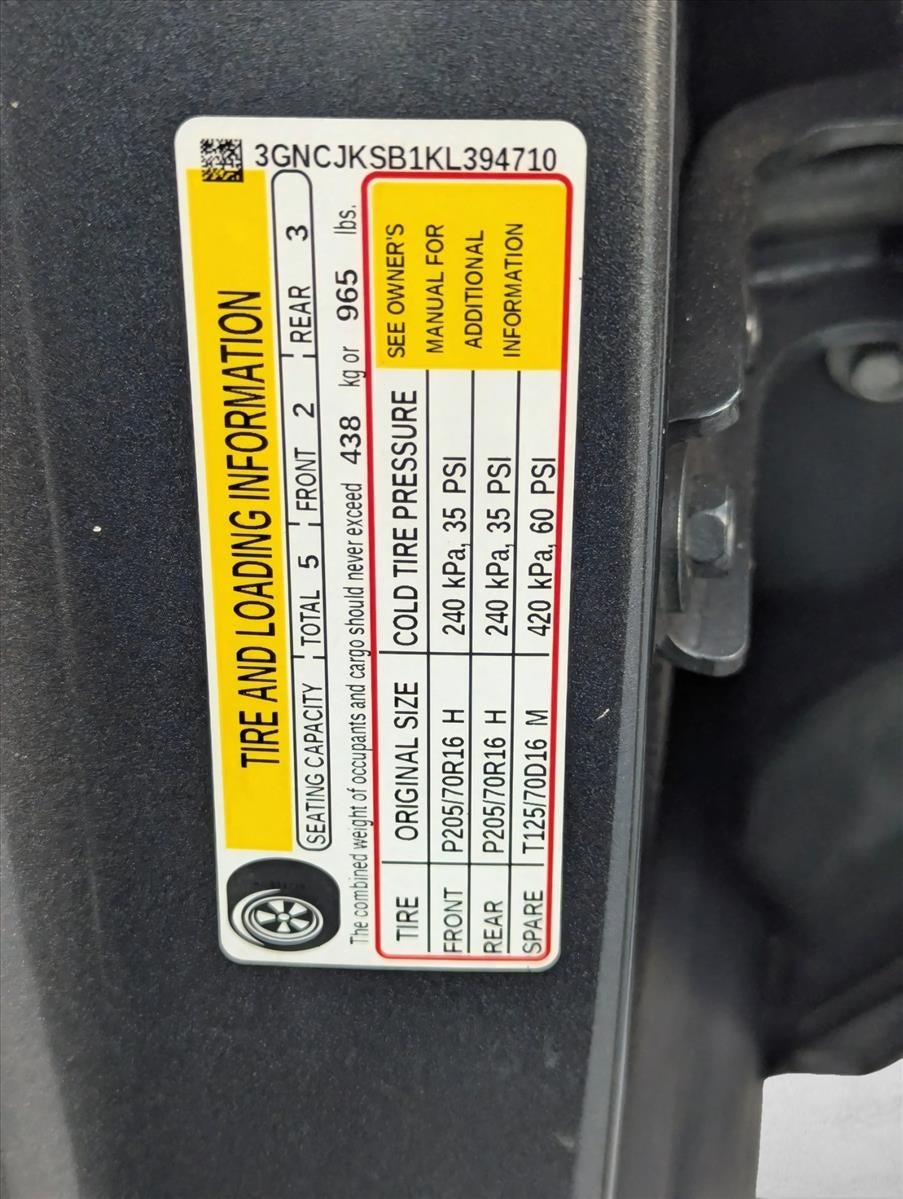 3GNCJKSB1KL394710
TIRE AND LOADING INFORMATION
SEATING CAPACITY TOTAL 5 FRONT 2 REAR 3
The combined weight of occupants and cargo should never exceed 438 kg or 965 lbs.
TIRE ORIGINAL SIZE COLD TIRE PRESSURE
FRONT P205/70R16 H 240 kPa, 35 PSI
REAR P205/70R16 H 240 kPa, 35 PSI
SPARE T125/70D16 M 420 kPa, 60 PSI
SEE OWNER'S
MANUAL FOR
ADDITIONAL
INFORMATION